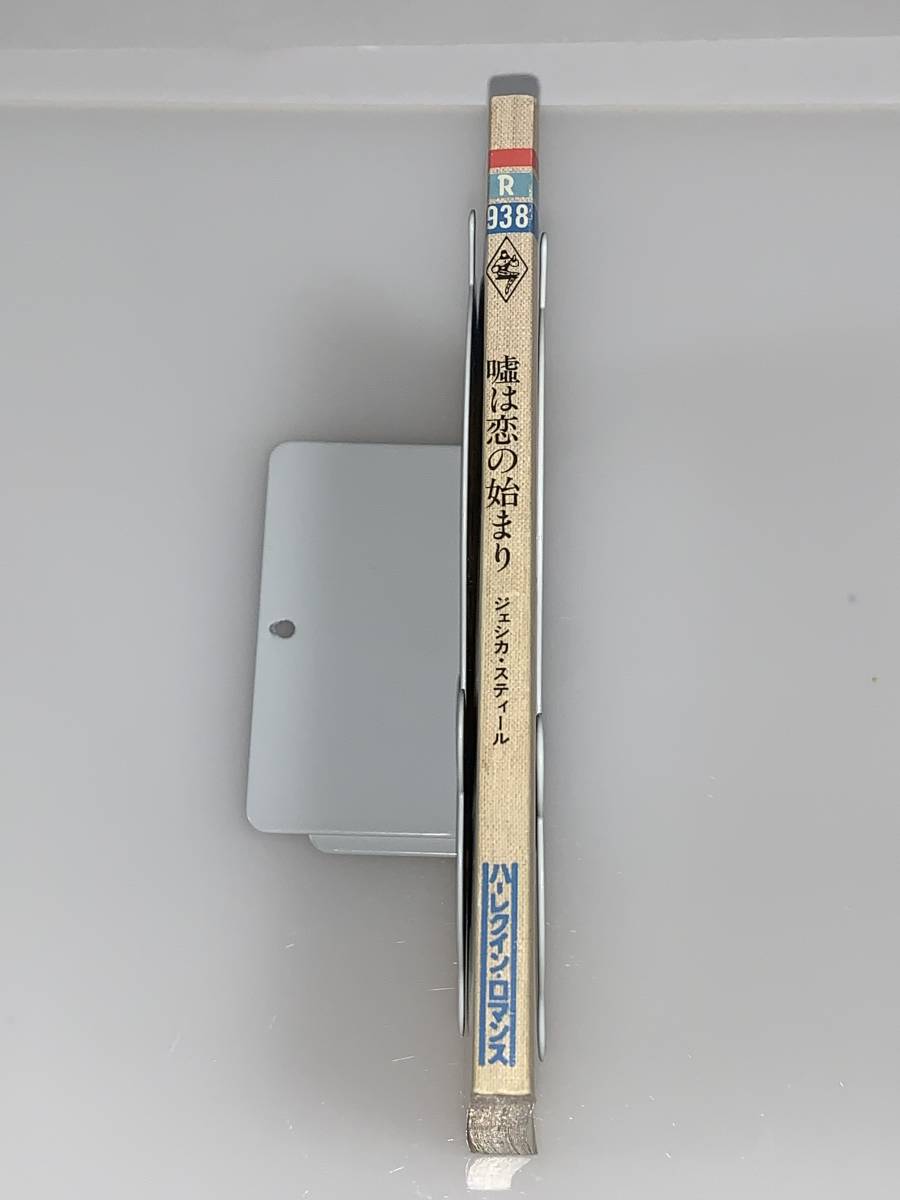 R
938
嘘は恋の始まり
ジェシカ・スティール
ハーレクイン・ロマンス